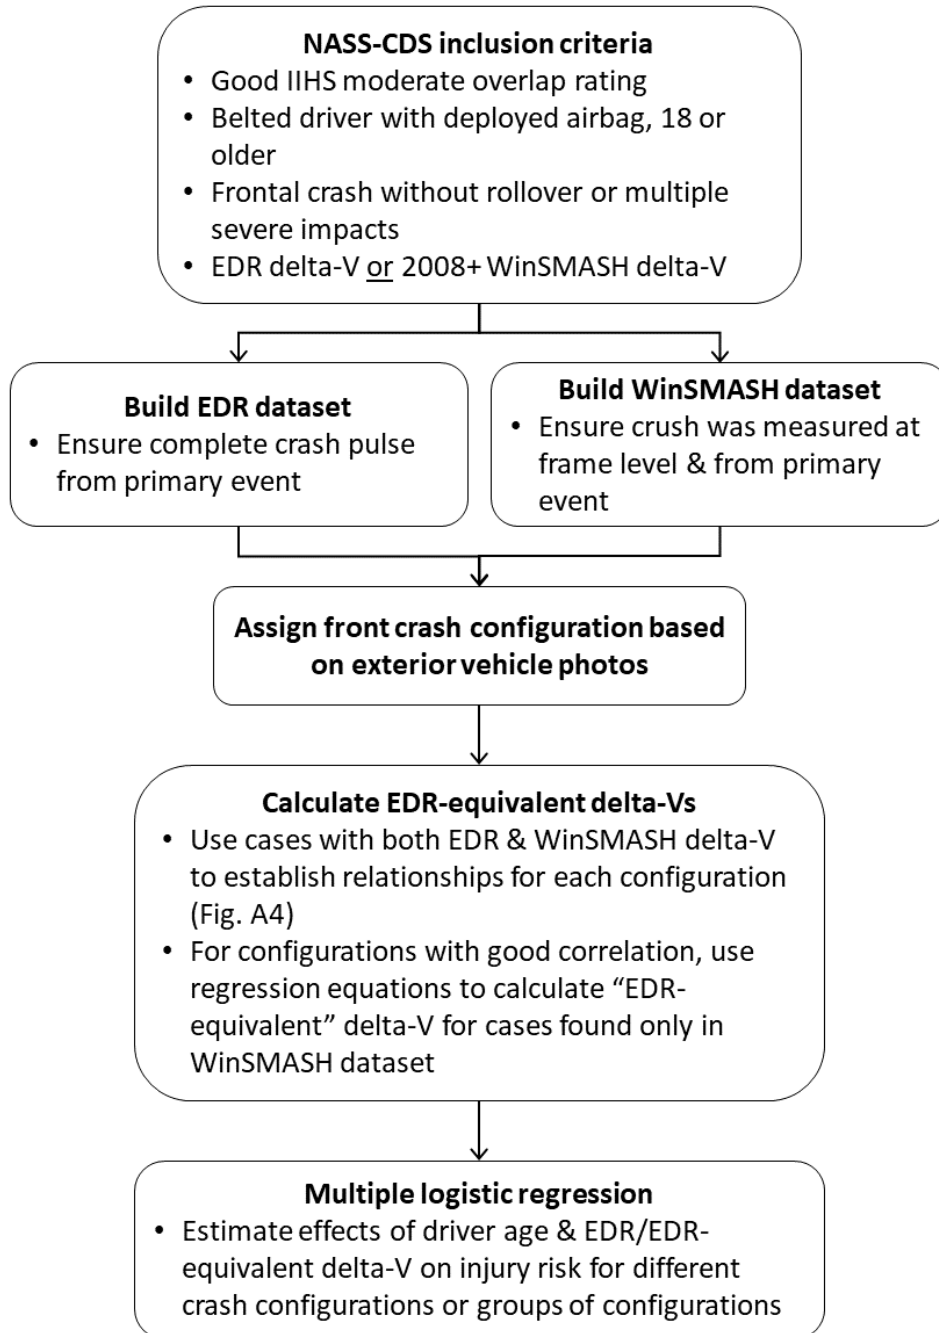 NASS-CDS inclusion criteria
• Good IIHS moderate overlap rating
• Belted driver with deployed airbag, 18 or
older
• Frontal crash without rollover or multiple
severe impacts
• EDR delta-V or 2008+ WinSMASH delta-V
Build EDR dataset
• Ensure complete crash pulse
from primary event
Build WinSMASH dataset
• Ensure crush was measured at
frame level & from primary
event
Assign front crash configuration based
on exterior vehicle photos
Calculate EDR-equivalent delta-Vs
• Use cases with both EDR & WinSMASH delta-V
to establish relationships for each configuration
(Fig. A4)
• For configurations with good correlation, use
regression equations to calculate “EDR-
equivalent” delta-V for cases found only in
WinSMASH dataset
Multiple logistic regression
• Estimate effects of driver age & EDR/EDR-
equivalent delta-V on injury risk for different
crash configurations or groups of configurations